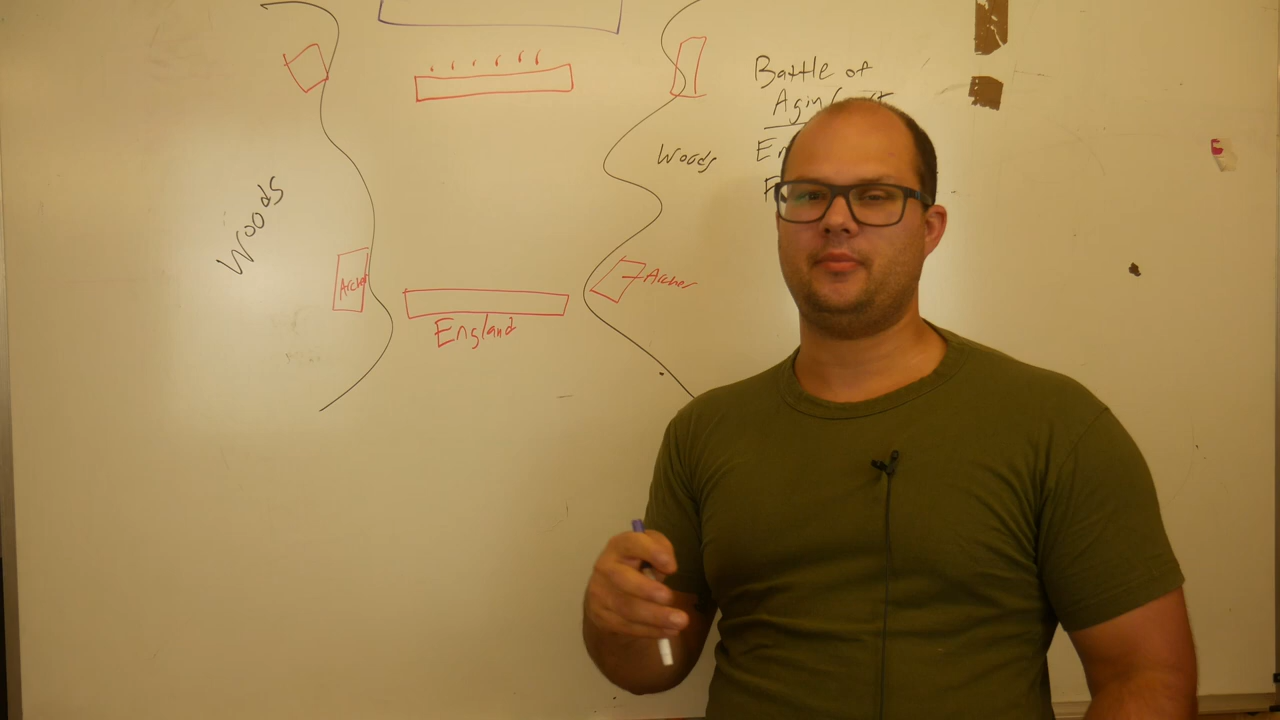 Battle of
Woods
Woods
Archer
Archer
England